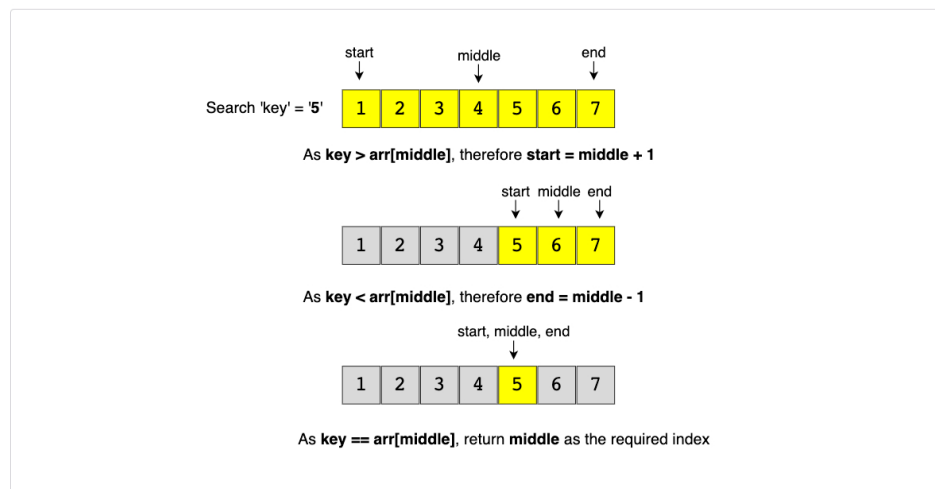 start middle end
Search 'key' = '5' 1 2 3 4 5 6 7
As key > arr[middle], therefore start = middle + 1
start middle end
1 2 3 4 5 6 7
As key < arr[middle], therefore end = middle - 1
start, middle, end
1 2 3 4 5 6 7
As key == arr[middle], return middle as the required index